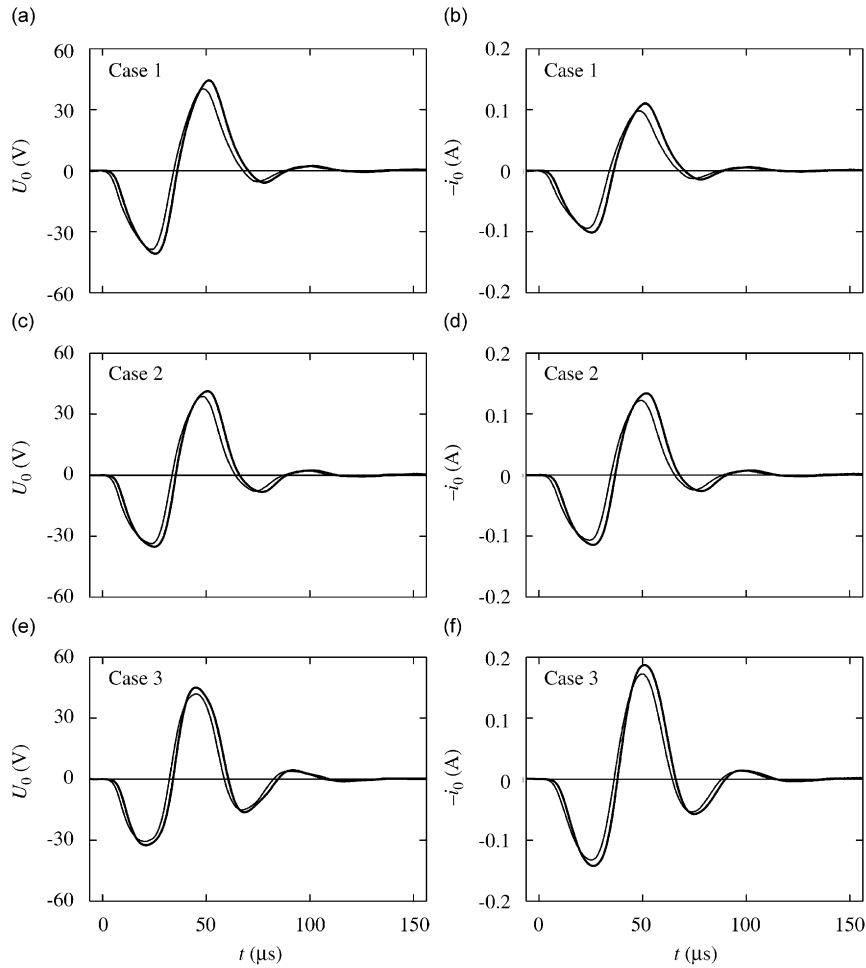 (a)
(b)
60
30
0
-30
-60
U0 (V)
Case 1
0.2
0.1
0
-0.1
-0.2
−i0 (A)
Case 1
(c)
(d)
60
30
0
-30
-60
U0 (V)
Case 2
0.2
0.1
0
-0.1
-0.2
−i0 (A)
Case 2
(e)
(f)
60
30
0
-30
-60
U0 (V)
Case 3
0 50 100 150
t (μs)
0.2
0.1
0
-0.1
-0.2
−i0 (A)
Case 3
0 50 100 150
t (μs)